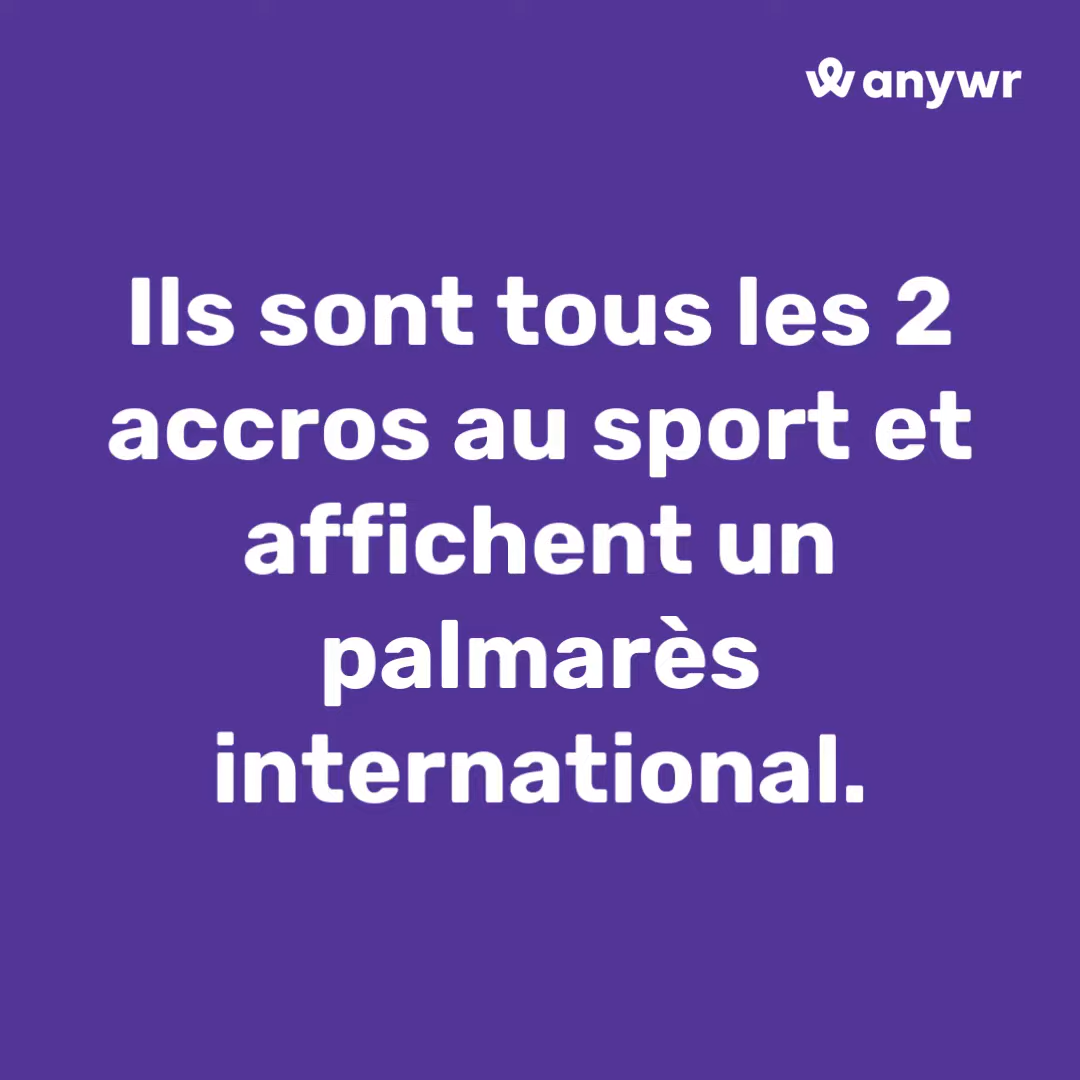 anywr
Ils sont tous les 2
accros au sport et
affichent un
palmarès
international.